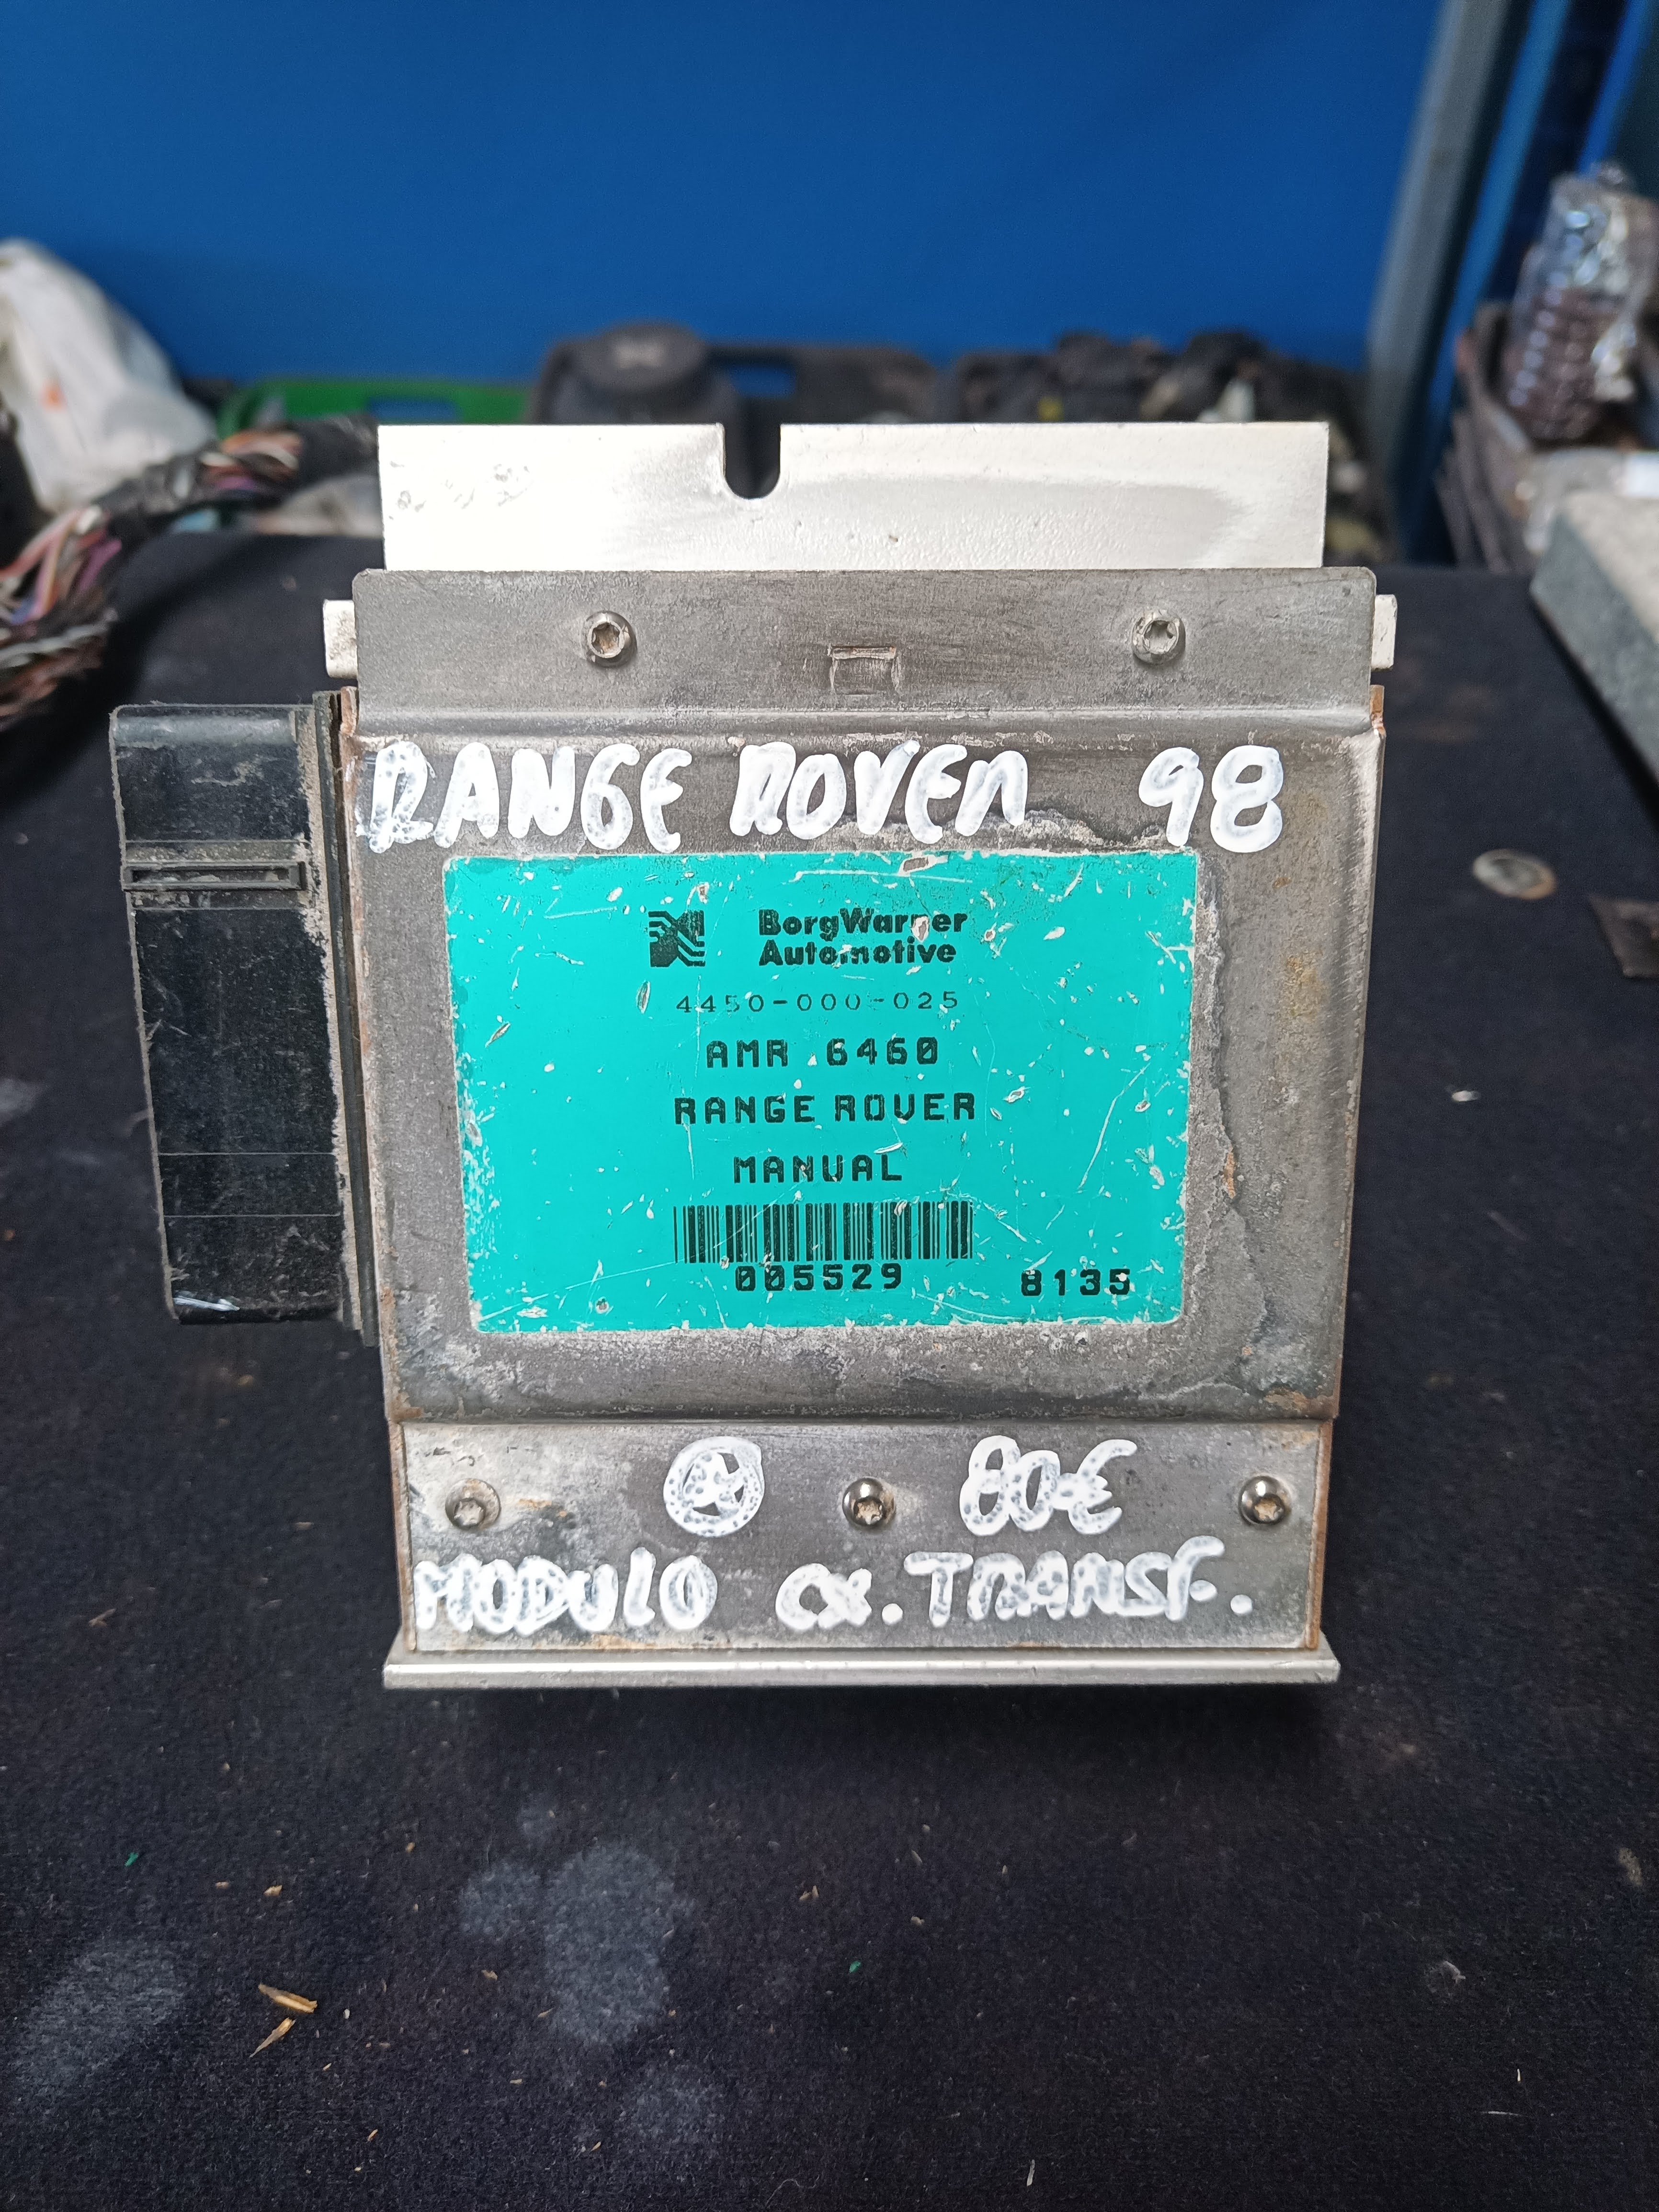 RANGE ROVER 98
BorgWarner
Automotive
4450-000-025
AMR 6460
RANGE ROVER
MANUAL
005529 8135
80€
MODULO CX. TRANSF.